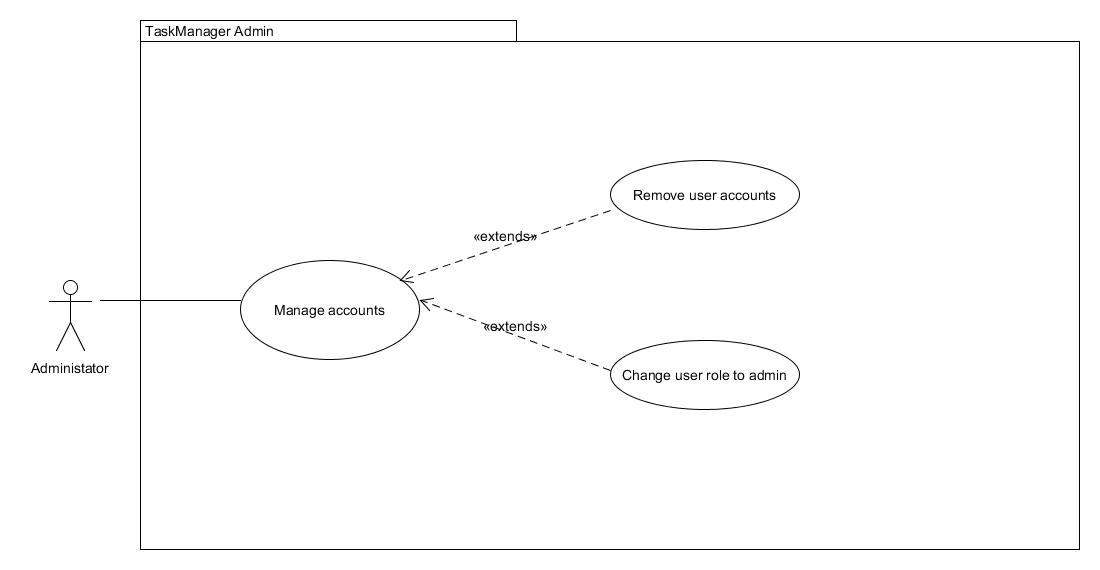 TaskManager Admin
Remove user accounts
«extends»
Manage accounts
«extends»
Administator
Change user role to admin